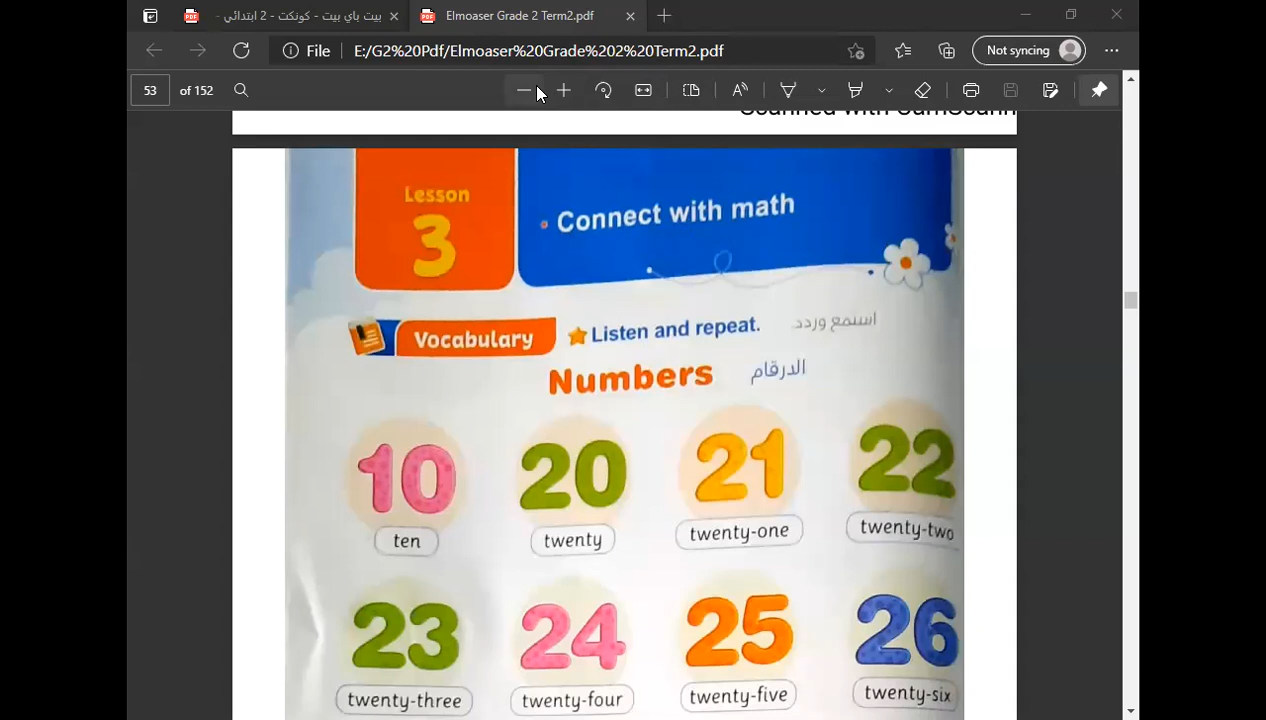 بيت باي بيت - كونكت - 2 ابتدائي -
Elmoaser Grade 2 Term2.pdf
File E:/G2%20Pdf/Elmoaser%20Grade%202%20Term2.pdf
Not syncing
53 of 152
Lesson
3
Connect with math
Vocabulary Listen and repeat. استمع وردد
Numbers الدرقام
10 20 21 22
ten twenty twenty-one twenty-two
23 24 25 26
twenty-three twenty-four twenty-five twenty-six